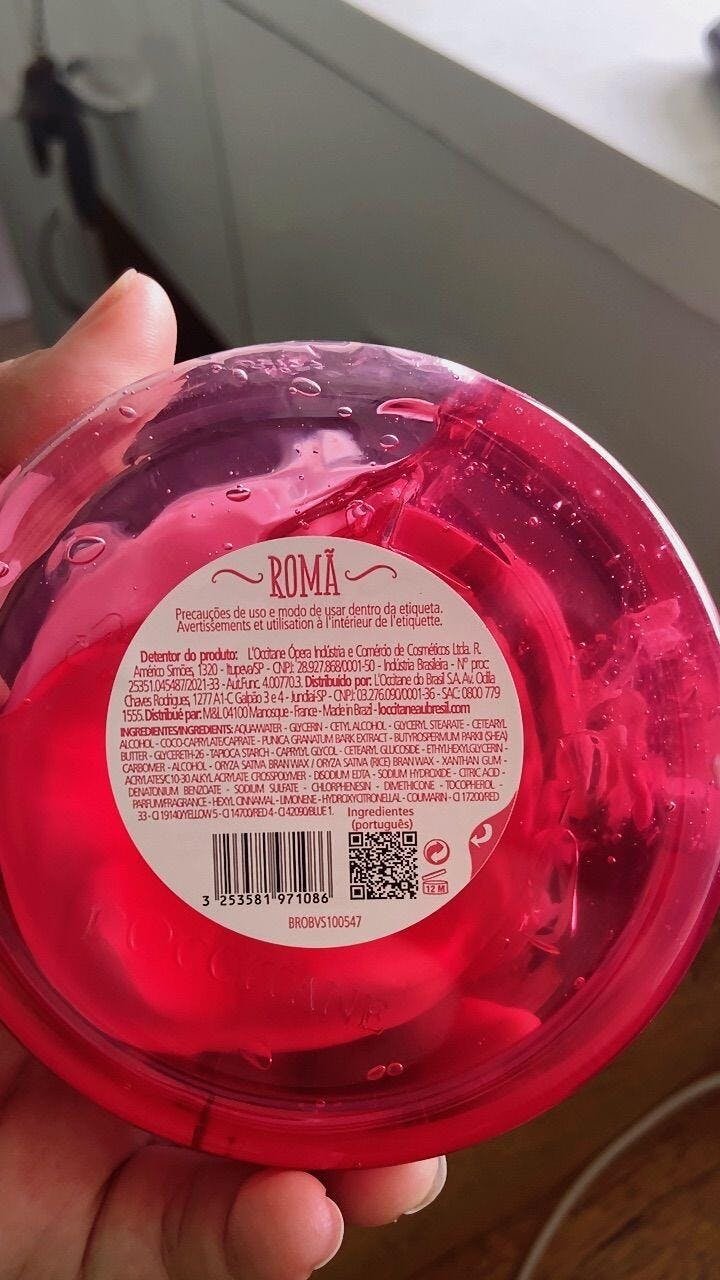 ROMÃ
Precauções de uso e modo de usar dentro da etiqueta.
Avertissements et utilisation à l'intérieur de l'etiquette.
Detentor do produto: L'Occitane Ópera Indústria e Comércio de Cosméticos Ltda. R.
Américo Simões, 1320 - Itupeva/SP - CNPJ: 28.927.868/0001-50 - Indústria Brasileira - Nº proc
25351.045487/2021-33 - Aut.Func. 4.00770.3. Distribuído por: L'Occitane do Brasil S.A. Av. Odila
Chaves Rodrigues, 1277 A1-C Galpão 3 e 4 - Jundiaí-SP - CNPJ: 03.276.090/0001-36 - SAC: 0800 779
1555. Distribué par: M&L 04100 Manosque - France - Made in Brazil - loccitaneaubresil.com
INGREDIENTES/INGREDIENTS: AQUA/WATER - GLYCERIN - CETYL ALCOHOL - GLYCERYL STEARATE - CETEARYL
ALCOHOL - COCO-CAPRYLATE/CAPRATE - PUNICA GRANATUM BARK EXTRACT - BUTYROSPERMUM PARKII (SHEA)
BUTTER - GLYCERETH-26 - TAPIOCA STARCH - CAPRYLYL GLYCOL - CETEARYL GLUCOSIDE - ETHYLHEXYLGLYCERIN -
CARBOMER - ALCOHOL - ORYZA SATIVA BRAN WAX / ORYZA SATIVA (RICE) BRAN WAX - XANTHAN GUM -
ACRYLATES/C10-30 ALKYL ACRYLATE CROSSPOLYMER - DISODIUM EDTA - SODIUM HYDROXIDE - CITRIC ACID -
DENATONIUM BENZOATE - SODIUM SULFATE - CHLORPHENESIN - DIMETHICONE - TOCOPHEROL -
PARFUM/FRAGRANCE - HEXYL CINNAMAL - LIMONENE - HYDROXYCITRONELLAL - COUMARIN - CI 17200/RED
33 - CI 19140/YELLOW 5 - CI 14700/RED 4 - CI 42090/BLUE 1.
Ingredientes
(português)
3 253581 971086
12 M
BROBVS100547
L'OCCITANE